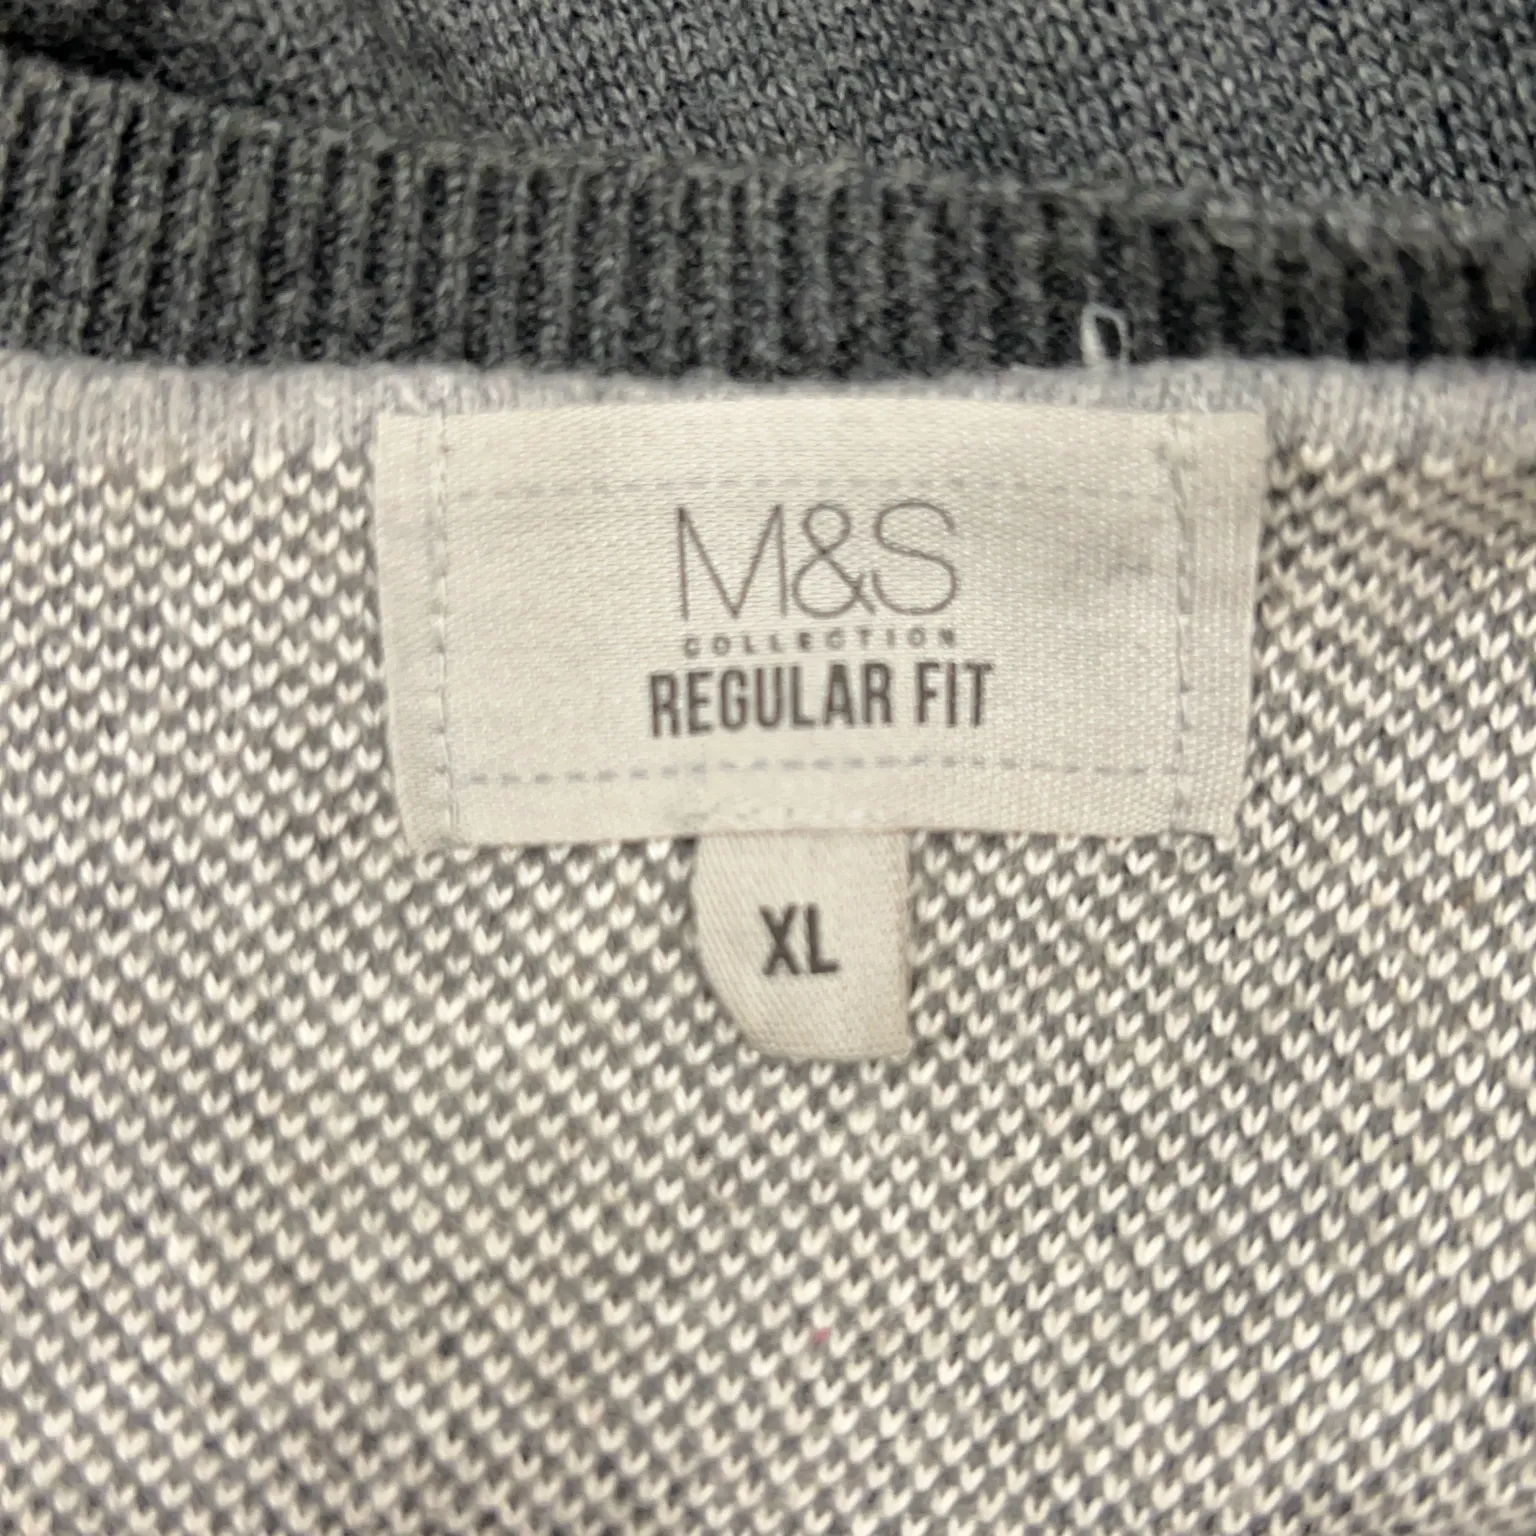 M&S
COLLECTION
REGULAR FIT
XL